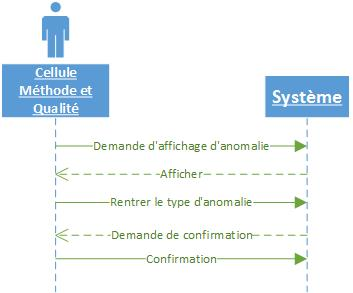 Cellule
Méthode et
Qualité
Système
Demande d'affichage d'anomalie
Afficher
Rentrer le type d'anomalie
Demande de confirmation
Confirmation